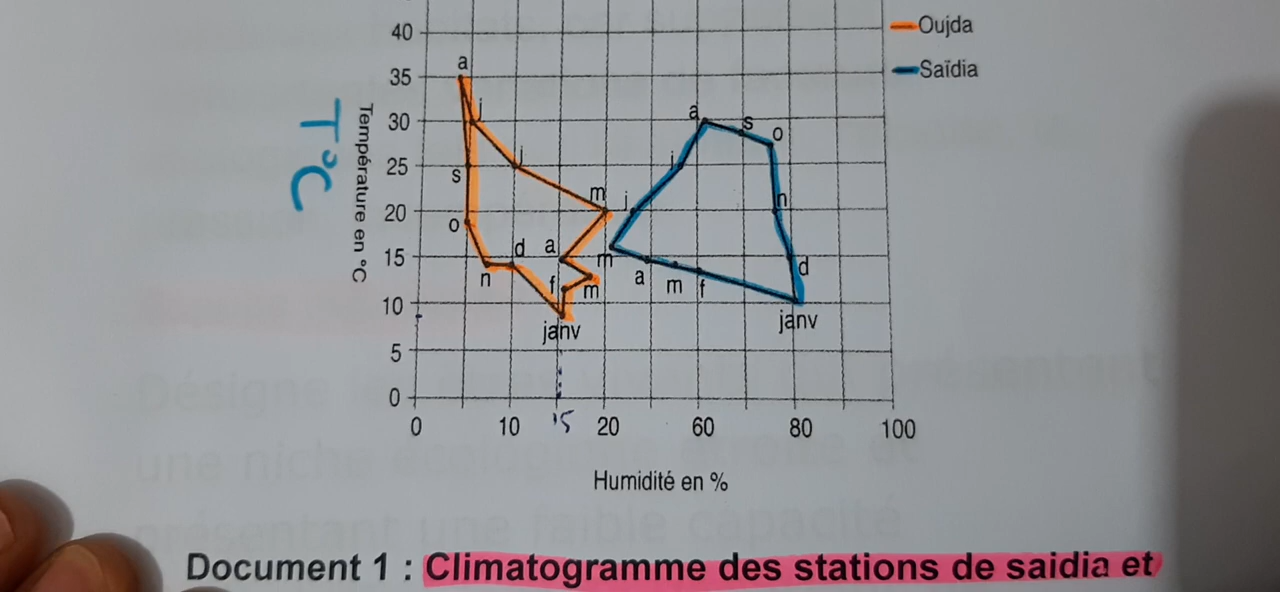 40
Oujda
35
a
Saïdia
j
30
a
s
o
j
25
j
s
m
j
n
20
o
d
a
15
m
d
n
f
m
a
m
f
10
janv
janv
5
0
0
10
15
20
60
80
100
Température en °C
T°C
Humidité en %
Document 1 : Climatogramme des stations de saidia et